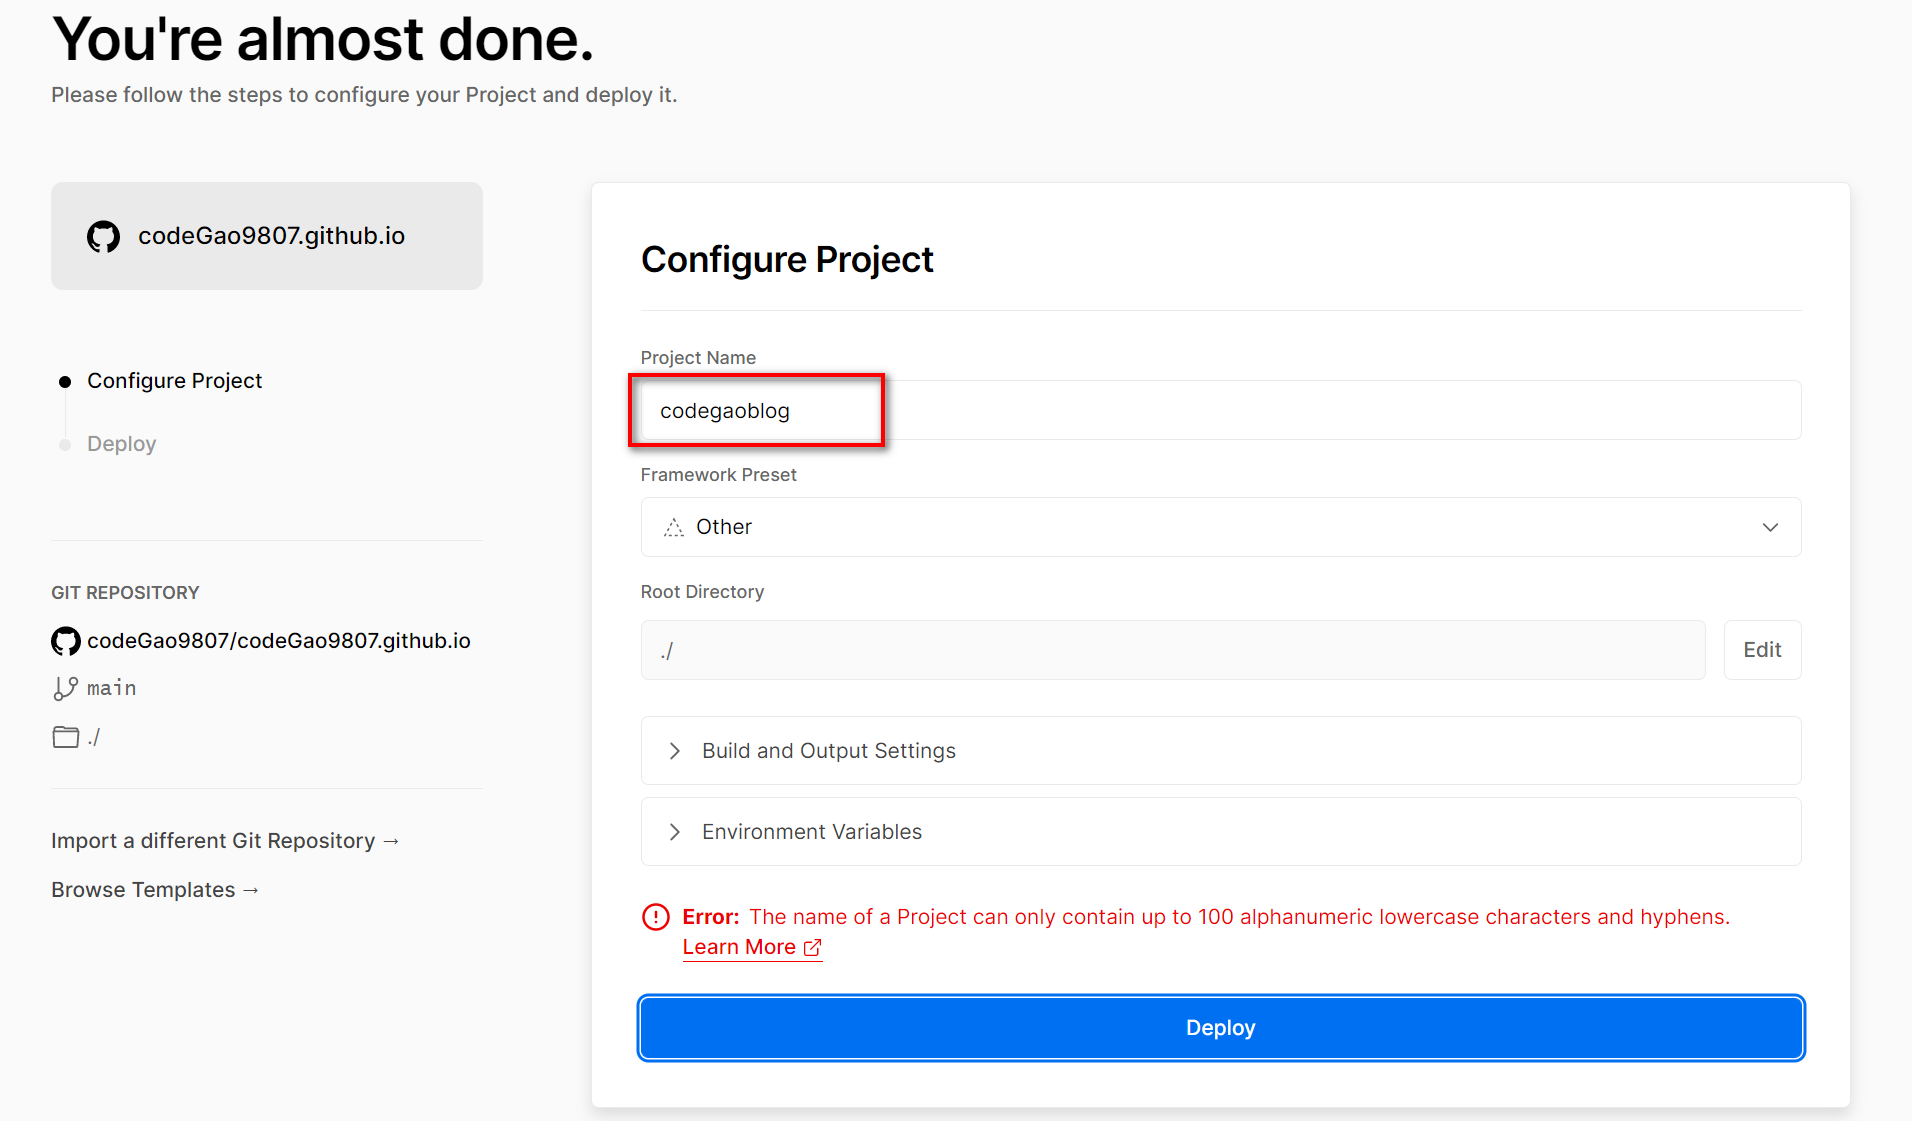 You're almost done.
Please follow the steps to configure your Project and deploy it.
codeGao9807.github.io
Configure Project
Deploy
GIT REPOSITORY
codeGao9807/codeGao9807.github.io
main
./
Import a different Git Repository →
Browse Templates →
Configure Project
Project Name
codegaoblog
Framework Preset
Other
Root Directory
./
Edit
Build and Output Settings
Environment Variables
Error: The name of a Project can only contain up to 100 alphanumeric lowercase characters and hyphens.
Learn More
Deploy